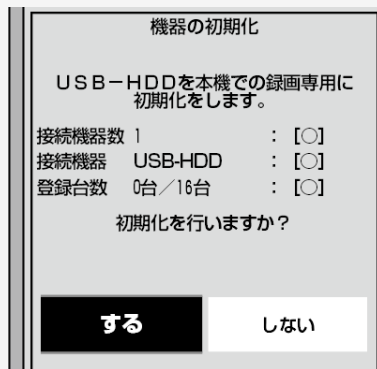 機器の初期化
ＵＳＢ－ＨＤＤを本機での録画専用に
初期化をします。
接続機器数 1 : [○]
接続機器 USB-HDD : [○]
登録台数 0台／16台 : [○]
初期化を行いますか？
する
しない